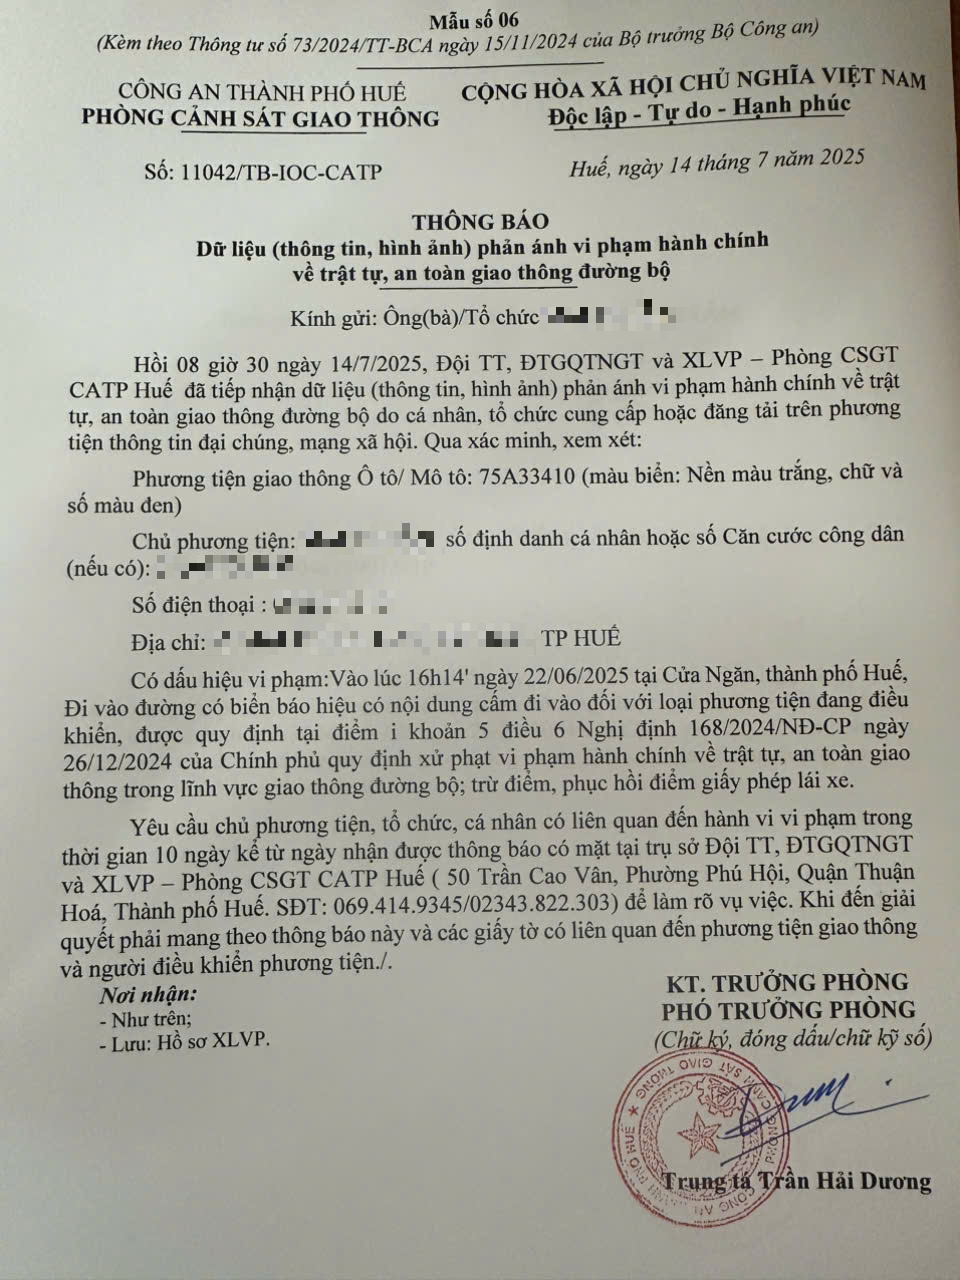 Mẫu số 06
(Kèm theo Thông tư số 73/2024/TT-BCA ngày 15/11/2024 của Bộ trưởng Bộ Công an)
CÔNG AN THÀNH PHỐ HUẾ
PHÒNG CẢNH SÁT GIAO THÔNG
CỘNG HÒA XÃ HỘI CHỦ NGHĨA VIỆT NAM
Độc lập - Tự do - Hạnh phúc
Số: 11042/TB-IOC-CATP
Huế, ngày 14 tháng 7 năm 2025
THÔNG BÁO
Dữ liệu (thông tin, hình ảnh) phản ánh vi phạm hành chính
về trật tự, an toàn giao thông đường bộ
Kính gửi: Ông(bà)/Tổ chức
Hồi 08 giờ 30 ngày 14/7/2025, Đội TT, ĐTGQTNGT và XLVP – Phòng CSGT
CATP Huế đã tiếp nhận dữ liệu (thông tin, hình ảnh) phản ánh vi phạm hành chính về trật
tự, an toàn giao thông đường bộ do cá nhân, tổ chức cung cấp hoặc đăng tải trên phương
tiện thông tin đại chúng, mạng xã hội. Qua xác minh, xem xét:
Phương tiện giao thông Ô tô/ Mô tô: 75A33410 (màu biển: Nền màu trắng, chữ và
số màu đen)
Chủ phương tiện: số định danh cá nhân hoặc số Căn cước công dân
(nếu có):
Số điện thoại :
Địa chỉ: TP HUẾ
Có dấu hiệu vi phạm:Vào lúc 16h14' ngày 22/06/2025 tại Cửa Ngăn, thành phố Huế,
Đi vào đường có biển báo hiệu có nội dung cấm đi vào đối với loại phương tiện đang điều
khiển, được quy định tại điểm i khoản 5 điều 6 Nghị định 168/2024/NĐ-CP ngày
26/12/2024 của Chính phủ quy định xử phạt vi phạm hành chính về trật tự, an toàn giao
thông trong lĩnh vực giao thông đường bộ; trừ điểm, phục hồi điểm giấy phép lái xe.
Yêu cầu chủ phương tiện, tổ chức, cá nhân có liên quan đến hành vi vi phạm trong
thời gian 10 ngày kể từ ngày nhận được thông báo có mặt tại trụ sở Đội TT, ĐTGQTNGT
và XLVP – Phòng CSGT CATP Huế ( 50 Trần Cao Vân, Phường Phú Hội, Quận Thuận
Hoá, Thành phố Huế. SĐT: 069.414.9345/02343.822.303) để làm rõ vụ việc. Khi đến giải
quyết phải mang theo thông báo này và các giấy tờ có liên quan đến phương tiện giao thông
và người điều khiển phương tiện./.
Nơi nhận:
- Như trên;
- Lưu: Hồ sơ XLVP.
KT. TRƯỞNG PHÒNG
PHÓ TRƯỞNG PHÒNG
(Chữ ký, đóng dấu/chữ kỹ số)
PHÒNG CẢNH SÁT GIAO THÔNG
CÔNG AN THÀNH PHỐ HUẾ
Trung tá Trần Hải Dương